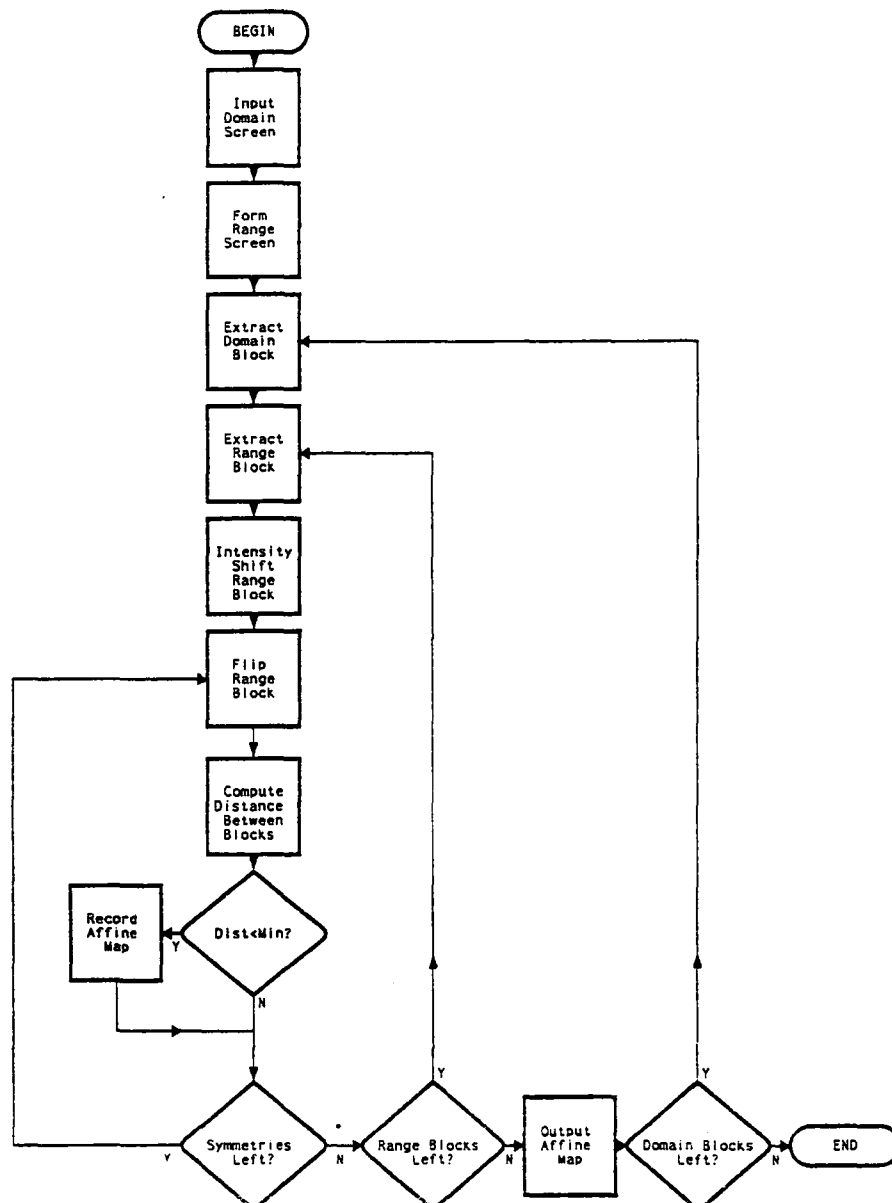 BEGIN
Input
Domain
Screen
Form
Range
Screen
Extract
Domain
Block
Extract
Range
Block
Intensity
Shift
Range
Block
Flip
Range
Block
Compute
Distance
Between
Blocks
Record
Affine
Map
Y
Dist<Min?
N
Y
Symmetries
Left?
N
Y
Range Blocks
Left?
N
Output
Affine
Map
Y
Domain Blocks
Left?
N
END